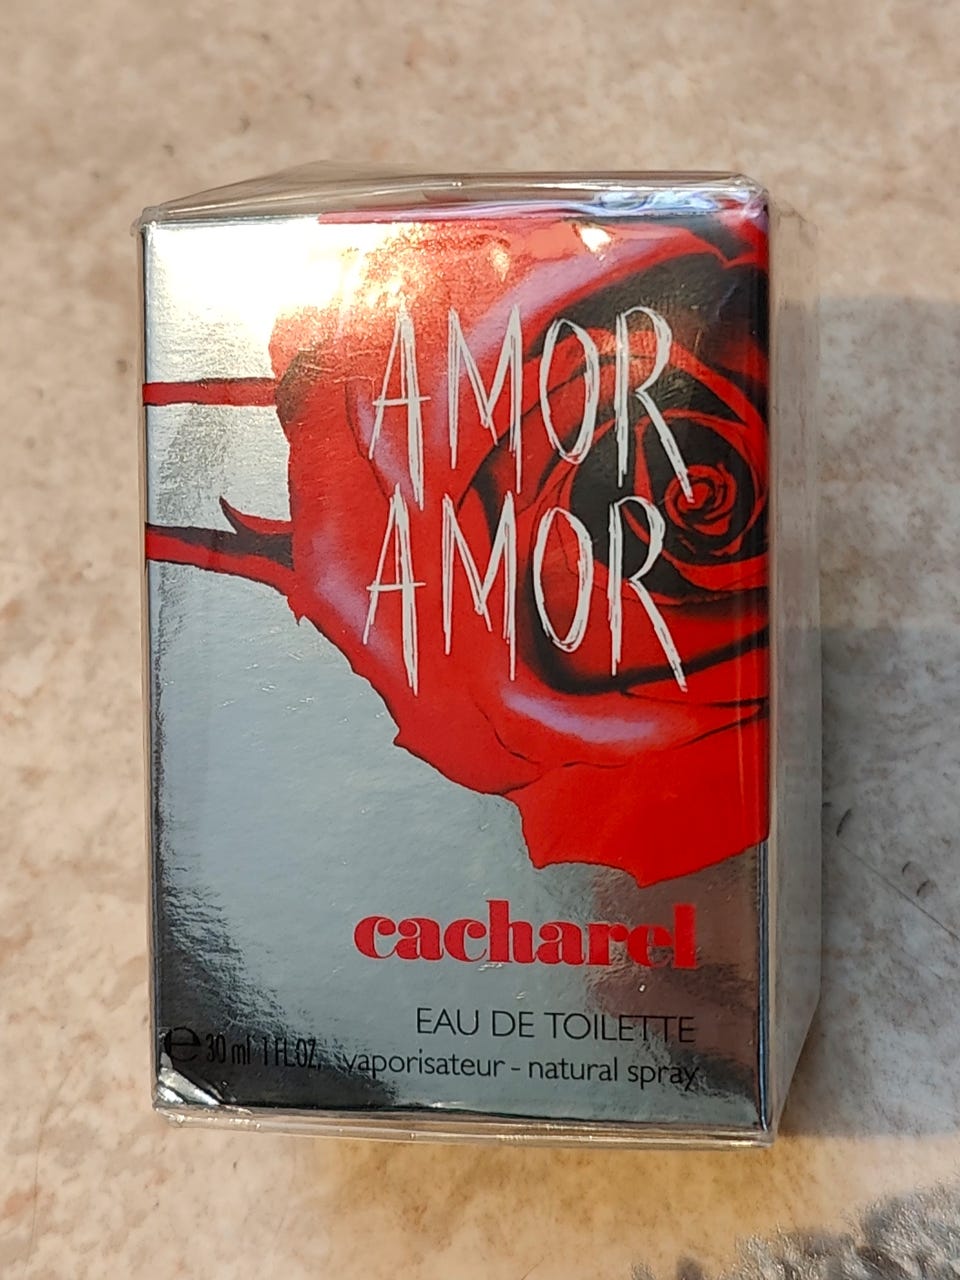 AMOR
AMOR
cacharel
EAU DE TOILETTE
℮ 30 ml 1 FL.OZ. vaporisateur - natural spray